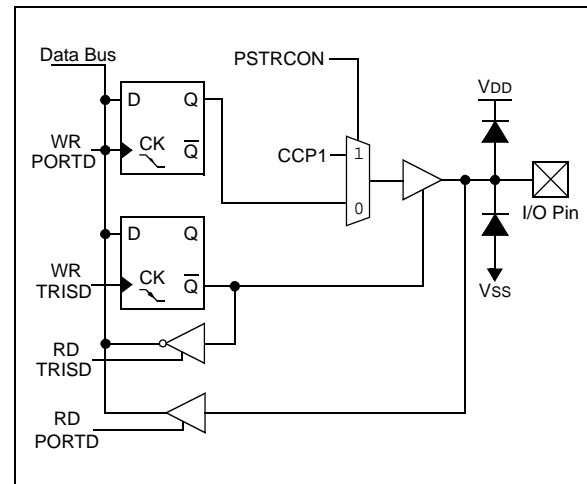 Data Bus
PSTRCON
VDD
D Q
WR
PORTD
CK Q
CCP1
1
0
I/O Pin
D Q
WR
TRISD
CK Q
VSS
RD
TRISD
RD
PORTD